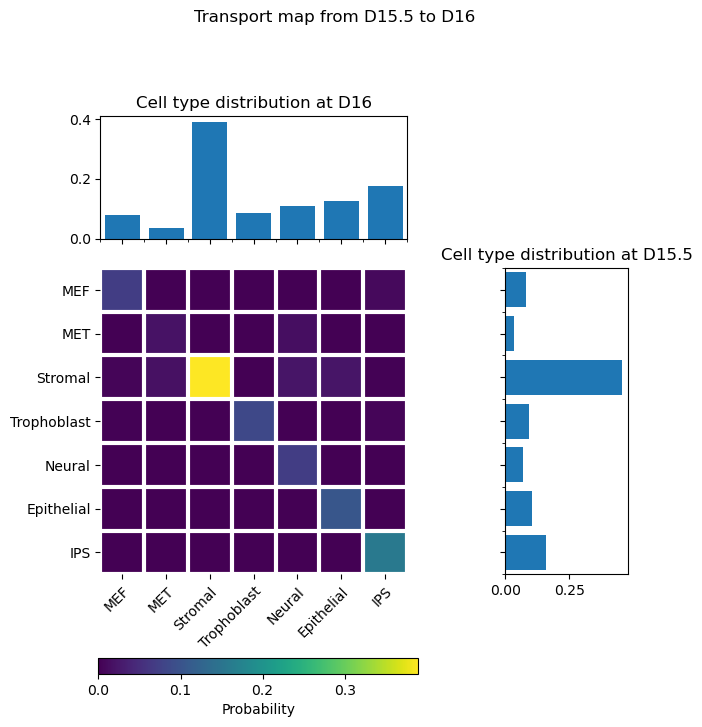 Transport map from D15.5 to D16
Cell type distribution at D16
0.4
0.2
0.0
Cell type distribution at D15.5
MEF
MET
Stromal
Trophoblast
Neural
Epithelial
IPS
0.00 0.25
MEF MET Stromal Trophoblast Neural Epithelial IPS
0.0 0.1 0.2 0.3
Probability